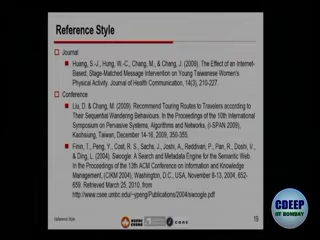 Reference Style
Journal
Huang, S.-J., Hung, W.-C., Chang, M., & Chang, J. (2009). The Effect of an Internet-
Based, Stage-Matched Message Intervention on Young Taiwanese Women's
Physical Activity. Journal of Health Communication, 14(3), 210-227.
Conference
Liu, D. & Chang, M. (2009). Recommend Touring Routes to Travelers according to
Their Sequential Wandering Behaviours. In the Proceedings of the 10th International
Symposium on Pervasive Systems, Algorithms and Networks, (I-SPAN 2009),
Kaohsiung, Taiwan, December 14-16, 2009, 350-355.
Finin, T., Peng, Y., Cost, R. S., Sachs, J., Joshi, A., Reddivari, P., Pan, R., Doshi, V.,
& Ding, L. (2004). Swoogle: A Search and Metadata Engine for the Semantic Web.
In the Proceedings of the 13th ACM Conference on Information and Knowledge
Management, (CIKM 2004), Washington, D.C., USA, November 8-13, 2004, 652-
659. Retrieved March 25, 2010, from
http://www.csee.umbc.edu/~ypeng/Publications/2004/swoogle.pdf
Reference Style
CDEEP
IIT BOMBAY